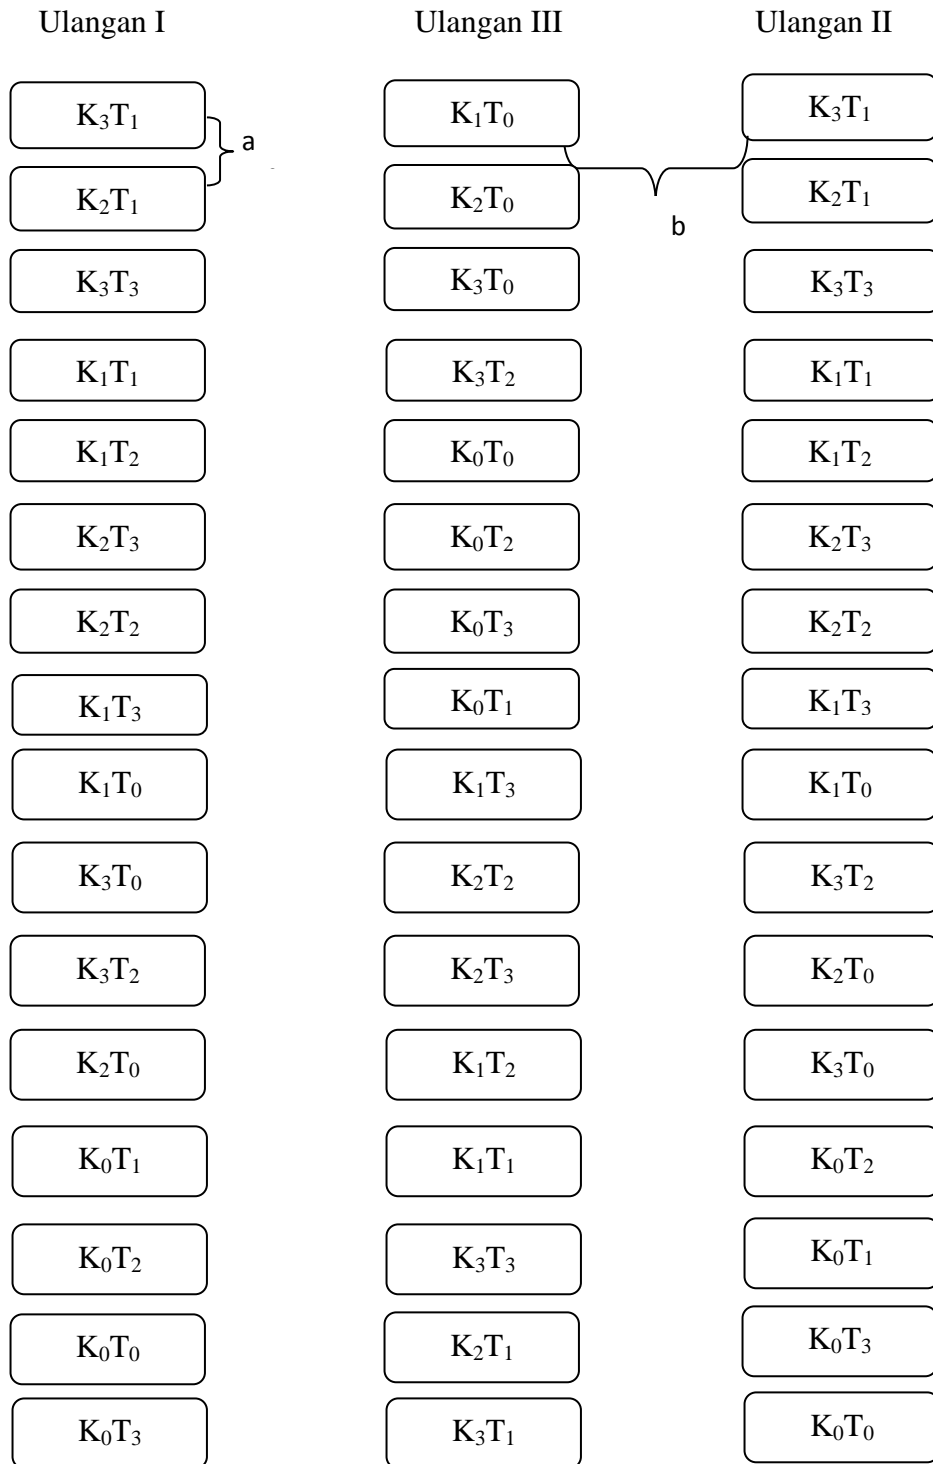 Ulangan I Ulangan III Ulangan II
K₃T₁ K₁T₀ K₃T₁
a
K₂T₁ K₂T₀ K₂T₁
b
K₃T₃ K₃T₀ K₃T₃
K₁T₁ K₃T₂ K₁T₁
K₁T₂ K₀T₀ K₁T₂
K₂T₃ K₀T₂ K₂T₃
K₂T₂ K₀T₃ K₂T₂
K₁T₃ K₀T₁ K₁T₃
K₁T₀ K₁T₃ K₁T₀
K₃T₀ K₂T₂ K₃T₂
K₃T₂ K₂T₃ K₂T₀
K₂T₀ K₁T₂ K₃T₀
K₀T₁ K₁T₁ K₀T₂
K₀T₂ K₃T₃ K₀T₁
K₀T₀ K₂T₁ K₀T₃
K₀T₃ K₃T₁ K₀T₀